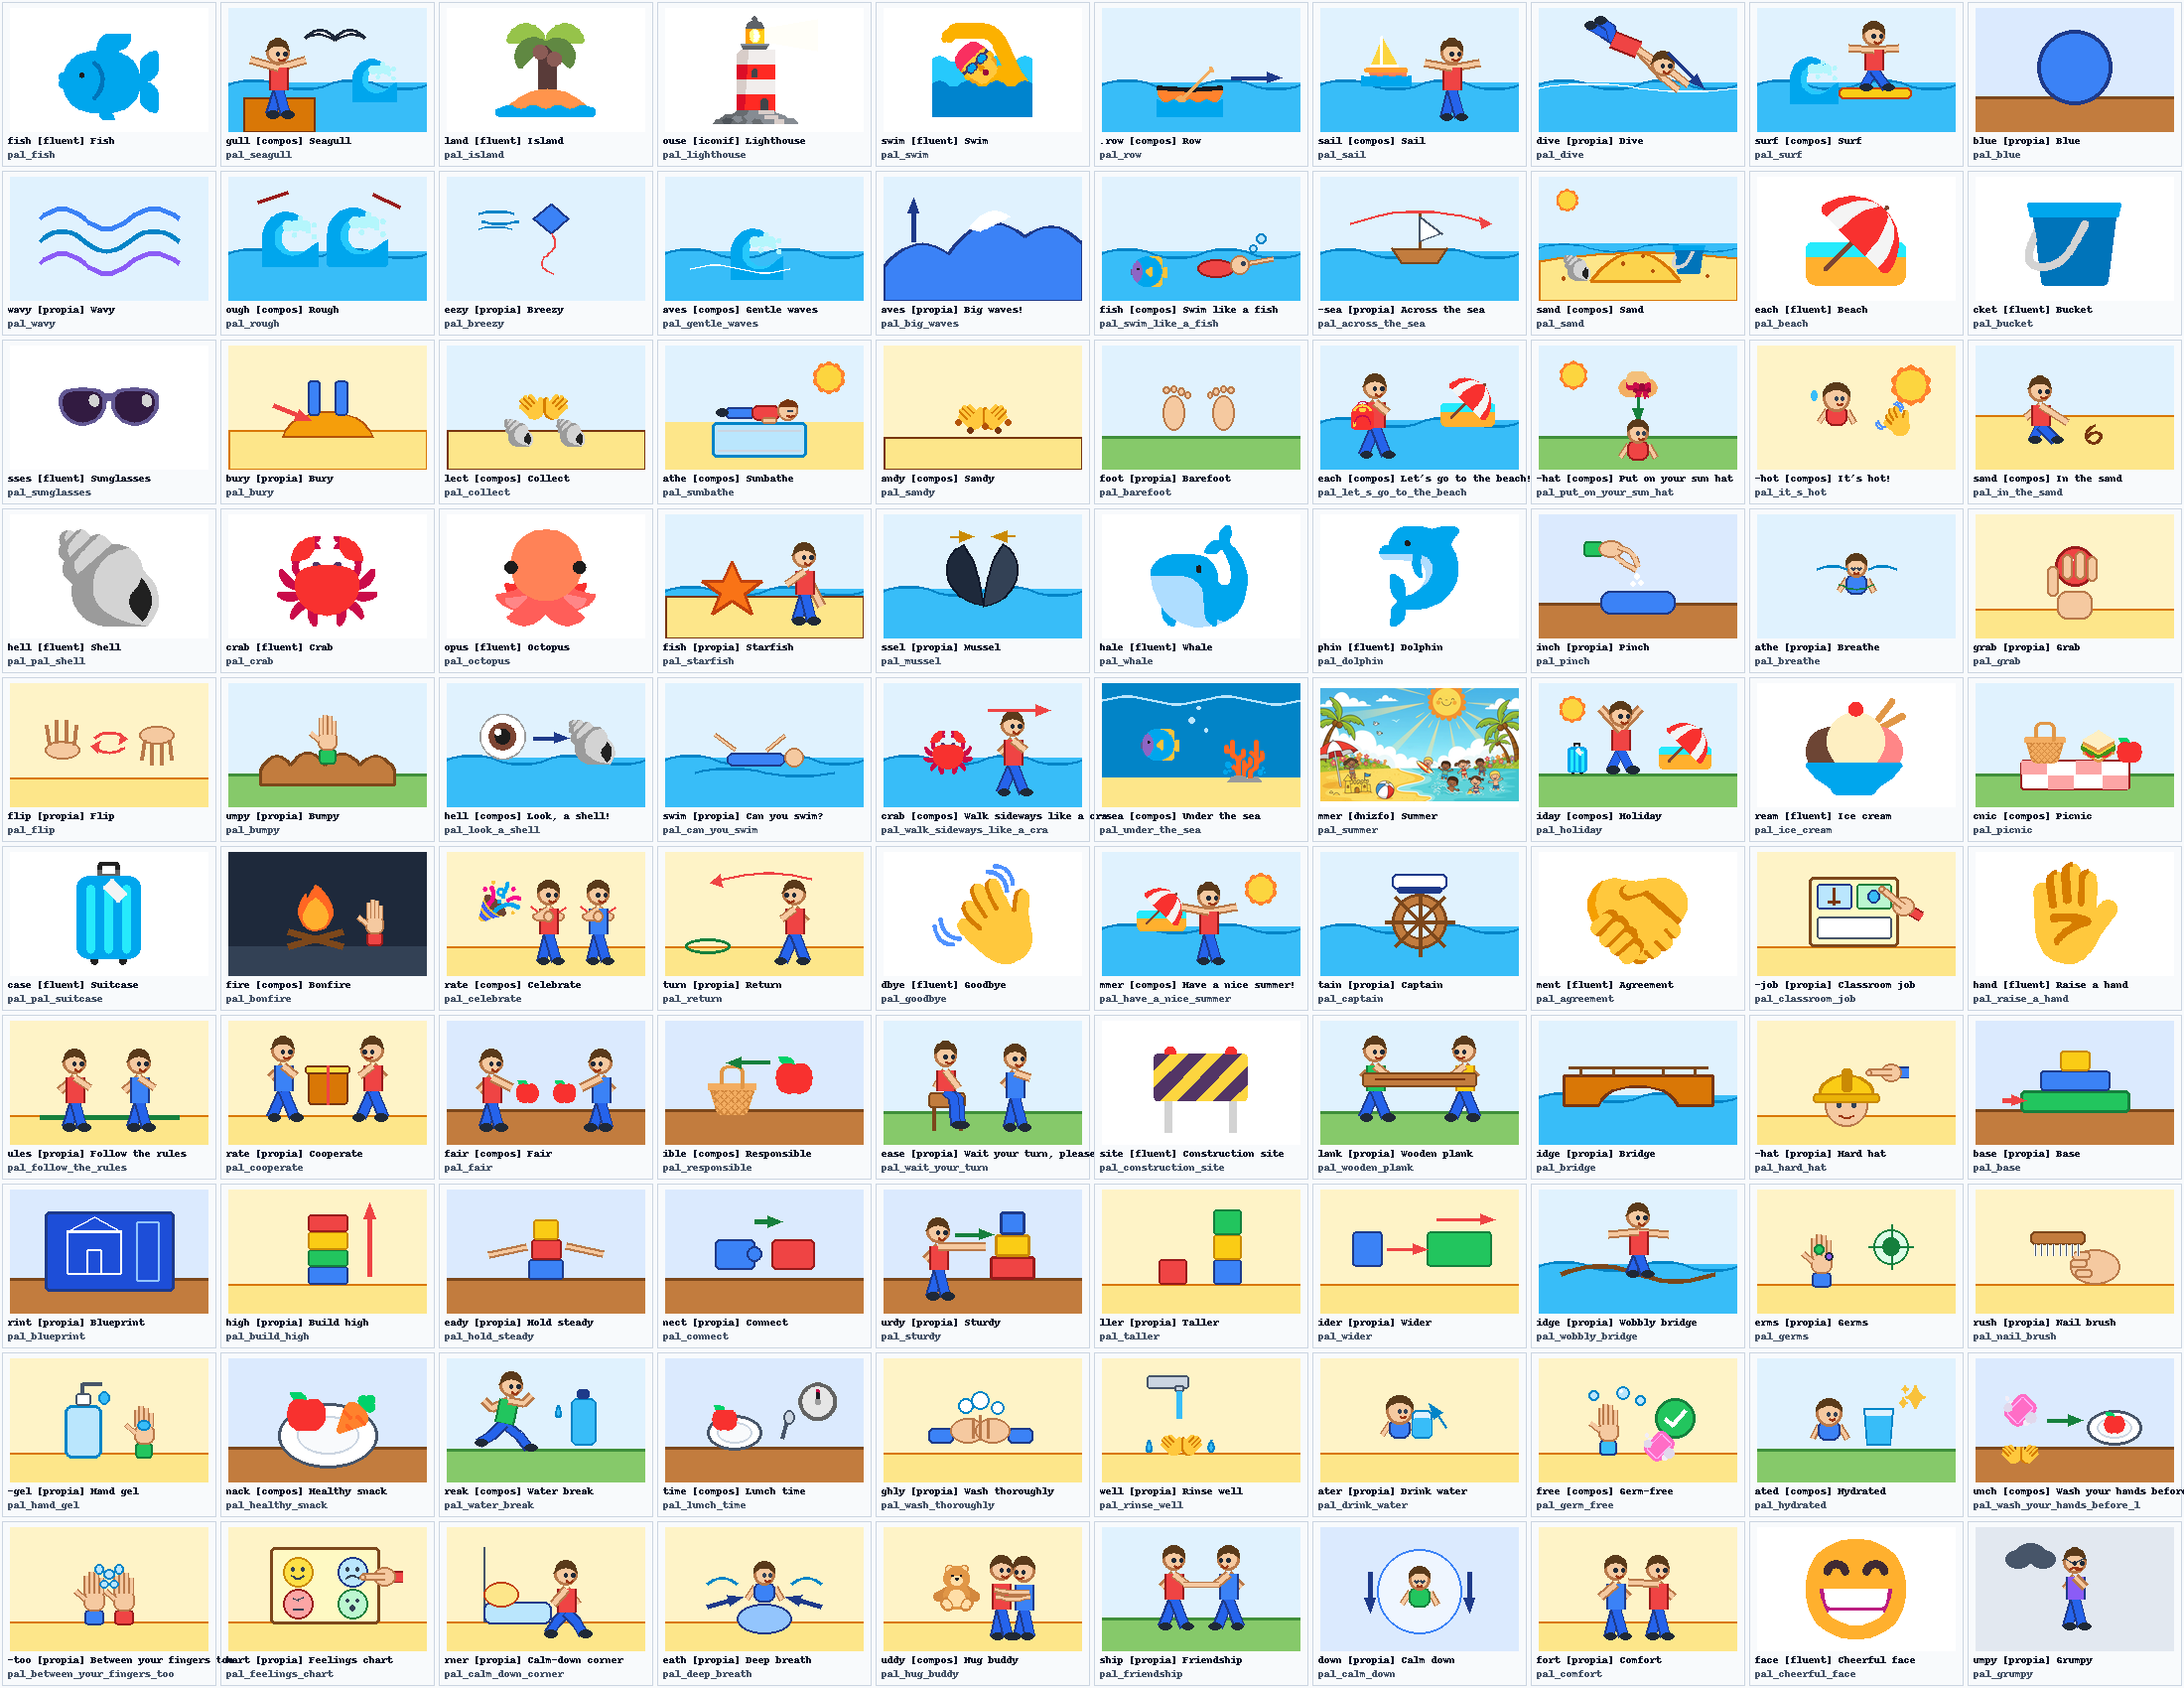 fish [fluent] Fish
pal_fish
gull [compos] Seagull
pal_seagull
land [fluent] Island
pal_island
ouse [iconif] Lighthouse
pal_lighthouse
swim [fluent] Swim
pal_swim
.row [compos] Row
pal_row
sail [compos] Sail
pal_sail
dive [propia] Dive
pal_dive
surf [compos] Surf
pal_surf
blue [propia] Blue
pal_blue
wavy [propia] Wavy
pal_wavy
ough [compos] Rough
pal_rough
eezy [propia] Breezy
pal_breezy
aves [compos] Gentle waves
pal_gentle_waves
aves [propia] Big waves!
pal_big_waves
fish [compos] Swim like a fish
pal_swim_like_a_fish
-sea [propia] Across the sea
pal_across_the_sea
sand [compos] Sand
pal_sand
each [fluent] Beach
pal_beach
cket [fluent] Bucket
pal_bucket
sses [fluent] Sunglasses
pal_sunglasses
bury [propia] Bury
pal_bury
lect [compos] Collect
pal_collect
athe [compos] Sunbathe
pal_sunbathe
andy [compos] Sandy
pal_sandy
foot [propia] Barefoot
pal_barefoot
each [compos] Let's go to the beach!
pal_let_s_go_to_the_beach
-hat [compos] Put on your sun hat
pal_put_on_your_sun_hat
-hot [compos] It's hot!
pal_it_s_hot
sand [compos] In the sand
pal_in_the_sand
hell [fluent] Shell
pal_pal_shell
crab [fluent] Crab
pal_crab
opus [fluent] Octopus
pal_octopus
fish [propia] Starfish
pal_starfish
ssel [propia] Mussel
pal_mussel
hale [fluent] Whale
pal_whale
phin [fluent] Dolphin
pal_dolphin
inch [propia] Pinch
pal_pinch
athe [propia] Breathe
pal_breathe
grab [propia] Grab
pal_grab
flip [propia] Flip
pal_flip
umpy [propia] Bumpy
pal_bumpy
hell [compos] Look, a shell!
pal_look_a_shell
swim [propia] Can you swim?
pal_can_you_swim
crab [compos] Walk sideways like a cra
pal_walk_sideways_like_a_cra
sea [compos] Under the sea
pal_under_the_sea
mmer [dnizfo] Summer
pal_summer
iday [compos] Holiday
pal_holiday
ream [fluent] Ice cream
pal_ice_cream
cnic [compos] Picnic
pal_picnic
case [fluent] Suitcase
pal_pal_suitcase
fire [compos] Bonfire
pal_bonfire
rate [compos] Celebrate
pal_celebrate
turn [propia] Return
pal_return
dbye [fluent] Goodbye
pal_goodbye
mmer [compos] Have a nice summer!
pal_have_a_nice_summer
tain [propia] Captain
pal_captain
ment [fluent] Agreement
pal_agreement
-job [propia] Classroom job
pal_classroom_job
hand [fluent] Raise a hand
pal_raise_a_hand
ules [propia] Follow the rules
pal_follow_the_rules
rate [propia] Cooperate
pal_cooperate
fair [compos] Fair
pal_fair
ible [compos] Responsible
pal_responsible
ease [propia] Wait your turn, please
pal_wait_your_turn
site [fluent] Construction site
pal_construction_site
lank [propia] Wooden plank
pal_wooden_plank
idge [propia] Bridge
pal_bridge
-hat [propia] Hard hat
pal_hard_hat
base [propia] Base
pal_base
rint [propia] Blueprint
pal_blueprint
high [propia] Build high
pal_build_high
eady [propia] Hold steady
pal_hold_steady
nect [propia] Connect
pal_connect
urdy [propia] Sturdy
pal_sturdy
ller [propia] Taller
pal_taller
ider [propia] Wider
pal_wider
idge [propia] Wobbly bridge
pal_wobbly_bridge
erms [propia] Germs
pal_germs
rush [propia] Nail brush
pal_nail_brush
-gel [propia] Hand gel
pal_hand_gel
nack [compos] Healthy snack
pal_healthy_snack
reak [compos] Water break
pal_water_break
time [compos] Lunch time
pal_lunch_time
ghly [propia] Wash thoroughly
pal_wash_thoroughly
well [propia] Rinse well
pal_rinse_well
ater [propia] Drink water
pal_drink_water
free [compos] Germ-free
pal_germ_free
ated [compos] Hydrated
pal_hydrated
unch [compos] Wash your hands before
pal_wash_your_hands_before_l
-too [propia] Between your fingers to
pal_between_your_fingers_too
hart [propia] Feelings chart
pal_feelings_chart
rner [propia] Calm-down corner
pal_calm_down_corner
eath [propia] Deep breath
pal_deep_breath
uddy [compos] Hug buddy
pal_hug_buddy
ship [propia] Friendship
pal_friendship
down [propia] Calm down
pal_calm_down
fort [propia] Comfort
pal_comfort
face [fluent] Cheerful face
pal_cheerful_face
umpy [propia] Grumpy
pal_grumpy